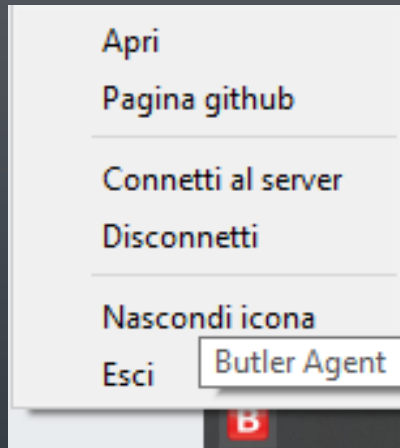 Apri
Pagina github
Connetti al server
Disconnetti
Nascondi icona
Esci
Butler Agent
B